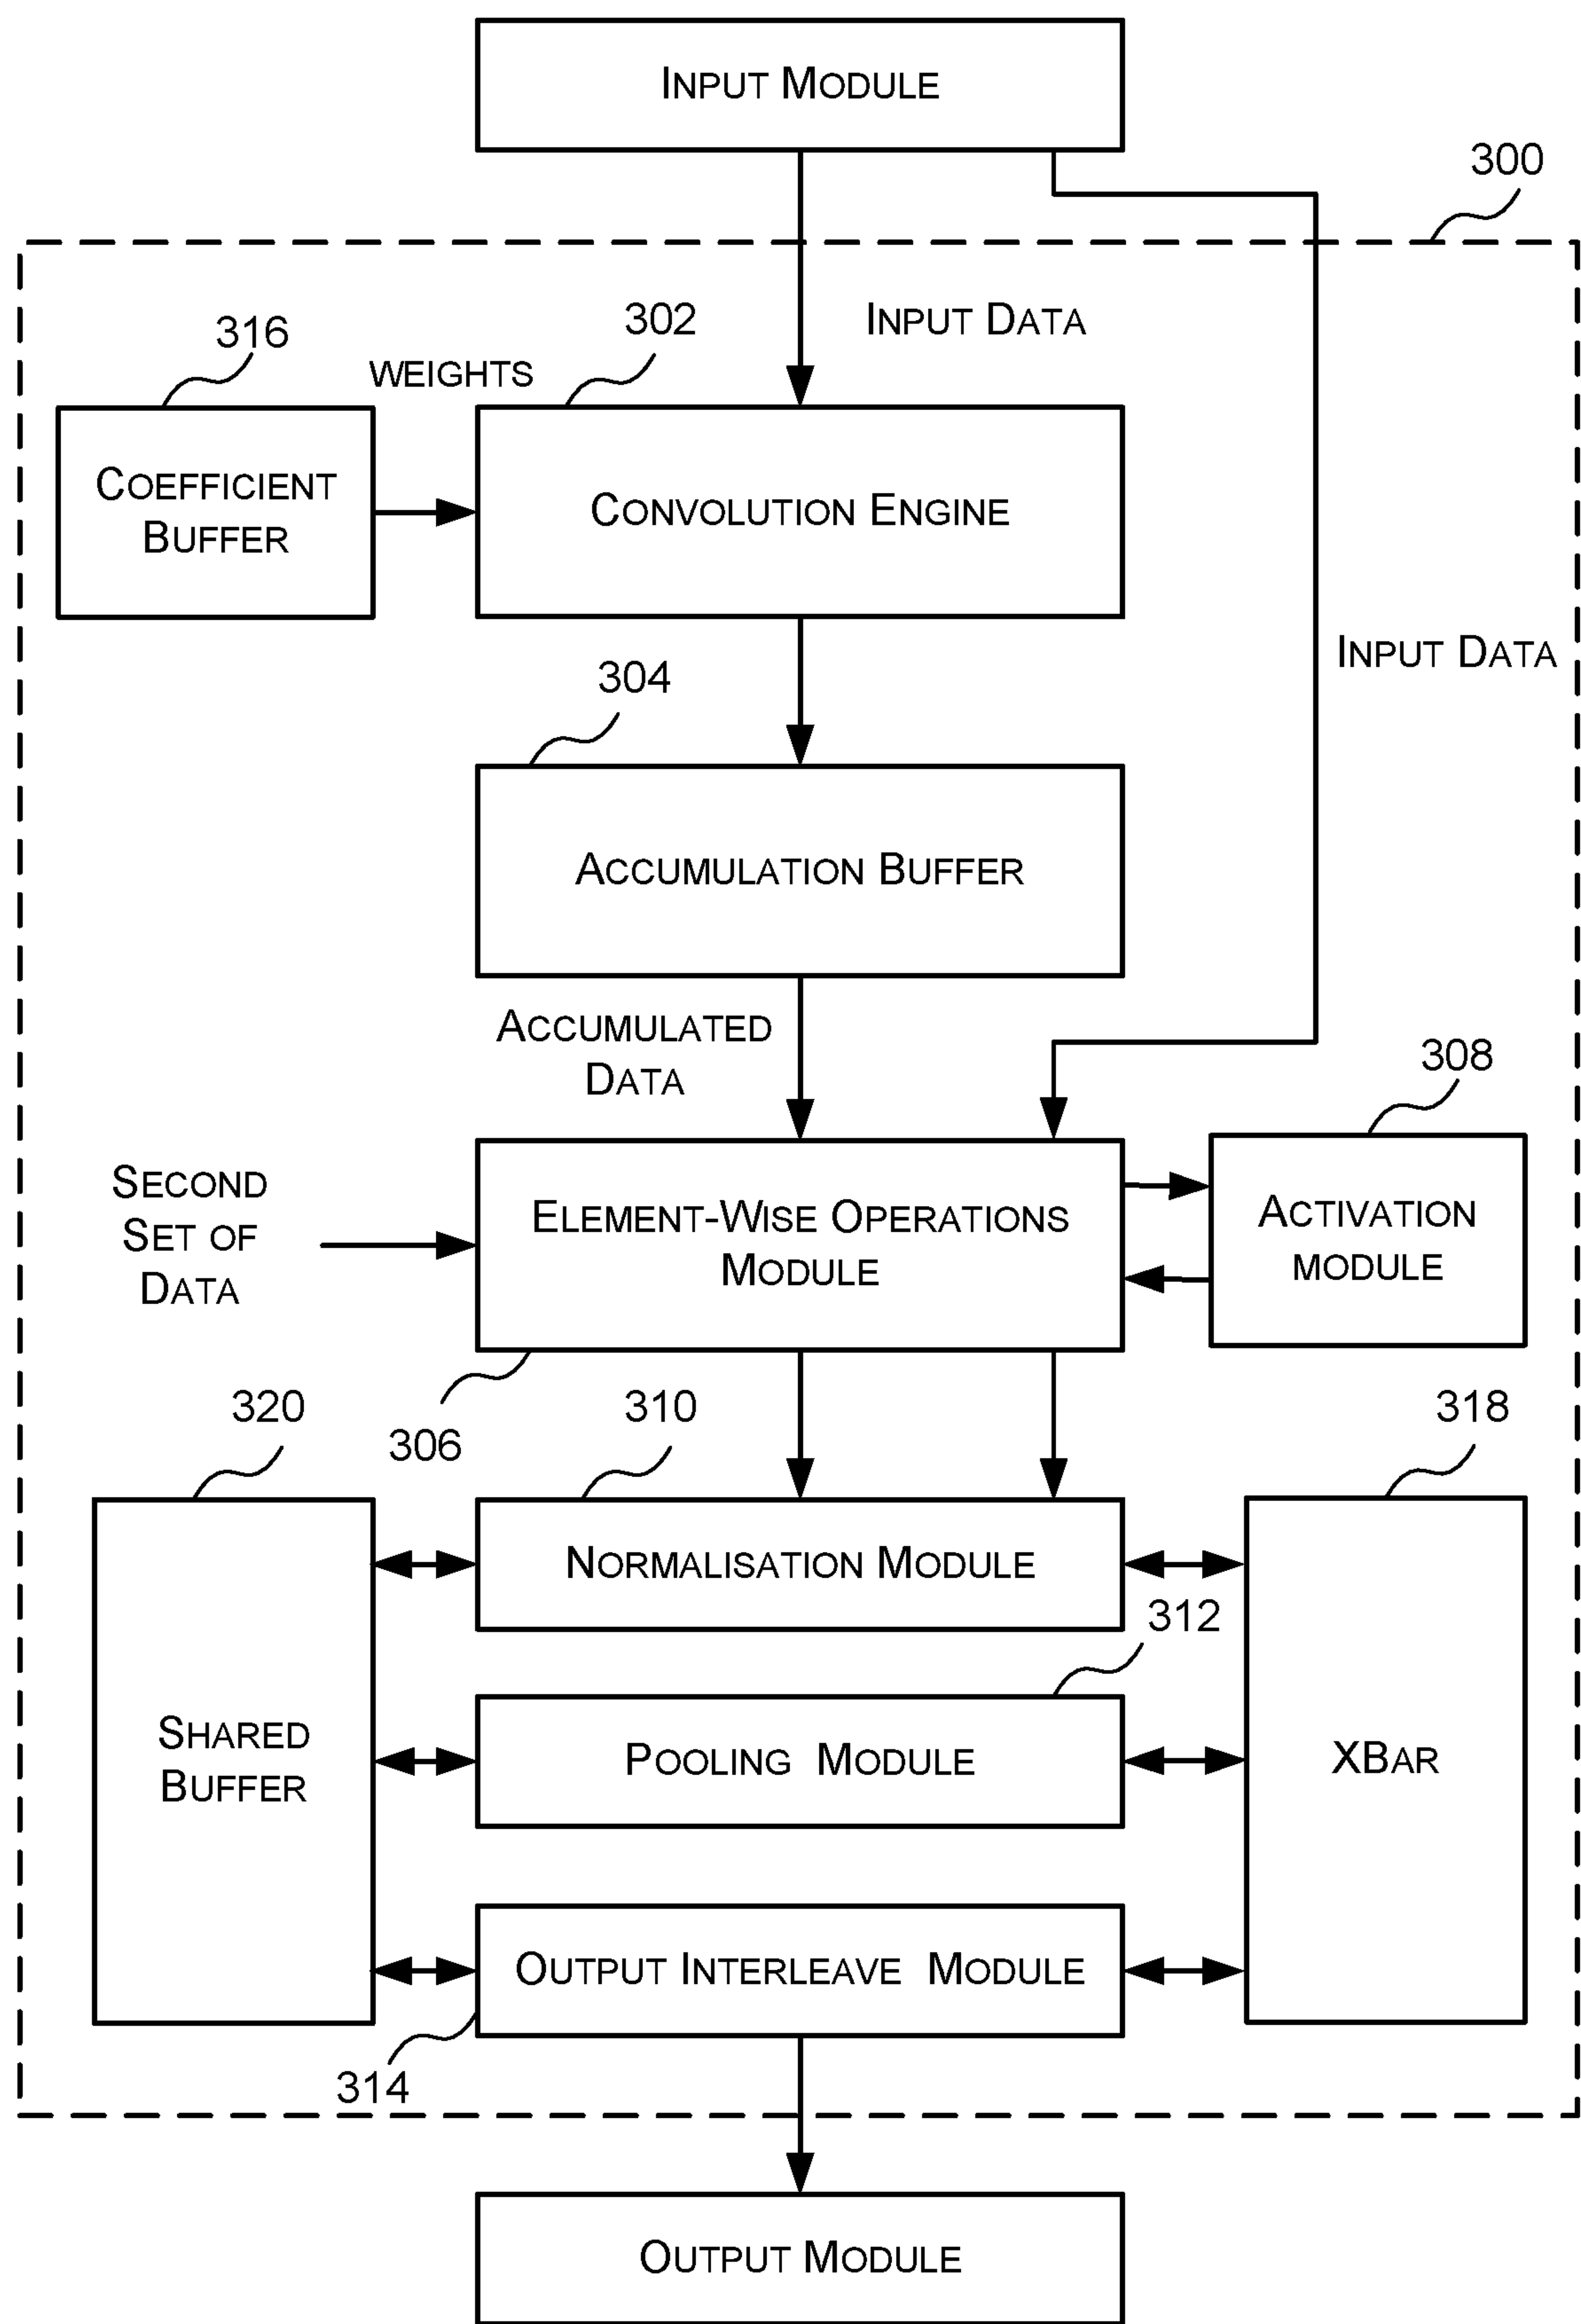 INPUT MODULE
300
316
302
INPUT DATA
WEIGHTS
COEFFICIENT
BUFFER
CONVOLUTION ENGINE
INPUT DATA
304
ACCUMULATION BUFFER
ACCUMULATED
DATA
308
SECOND
SET OF
DATA
ELEMENT-WISE OPERATIONS
MODULE
ACTIVATION
MODULE
320
306
310
318
NORMALISATION MODULE
312
SHARED
BUFFER
POOLING MODULE
XBAR
OUTPUT INTERLEAVE MODULE
314
OUTPUT MODULE